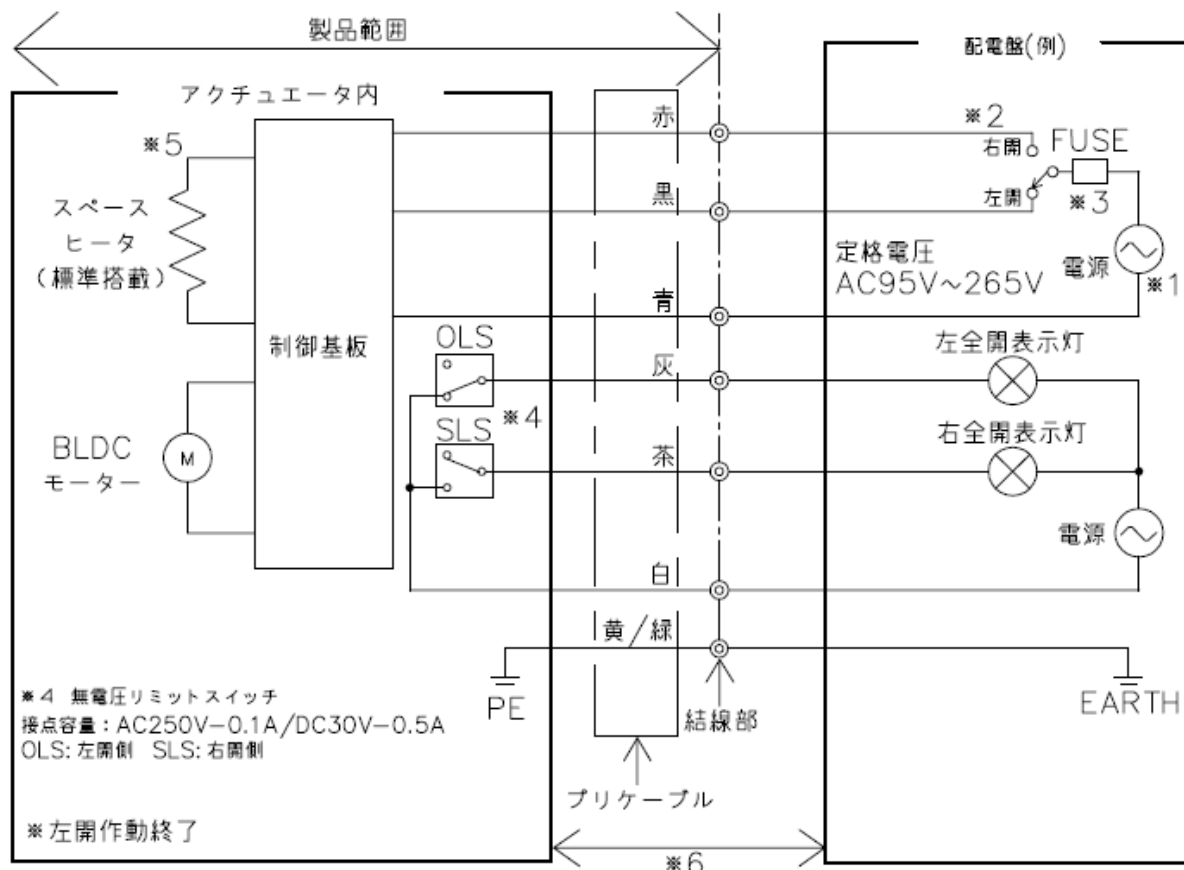 製品範囲
配電盤(例)
アクチュエータ内
※5
スペース
ヒータ
(標準搭載)
制御基板
BLDC
モーター
M
赤
黒
青
OLS
灰
※4
SLS
茶
白
黄/緑
PE
※2
右開
FUSE
左開
※3
定格電圧
AC95V~265V
電源
※1
左全開表示灯
右全開表示灯
電源
EARTH
結線部
プリケーブル
※6
※4 無電圧リミットスイッチ
接点容量:AC250V-0.1A/DC30V-0.5A
OLS:左開側 SLS:右開側
※左開作動終了